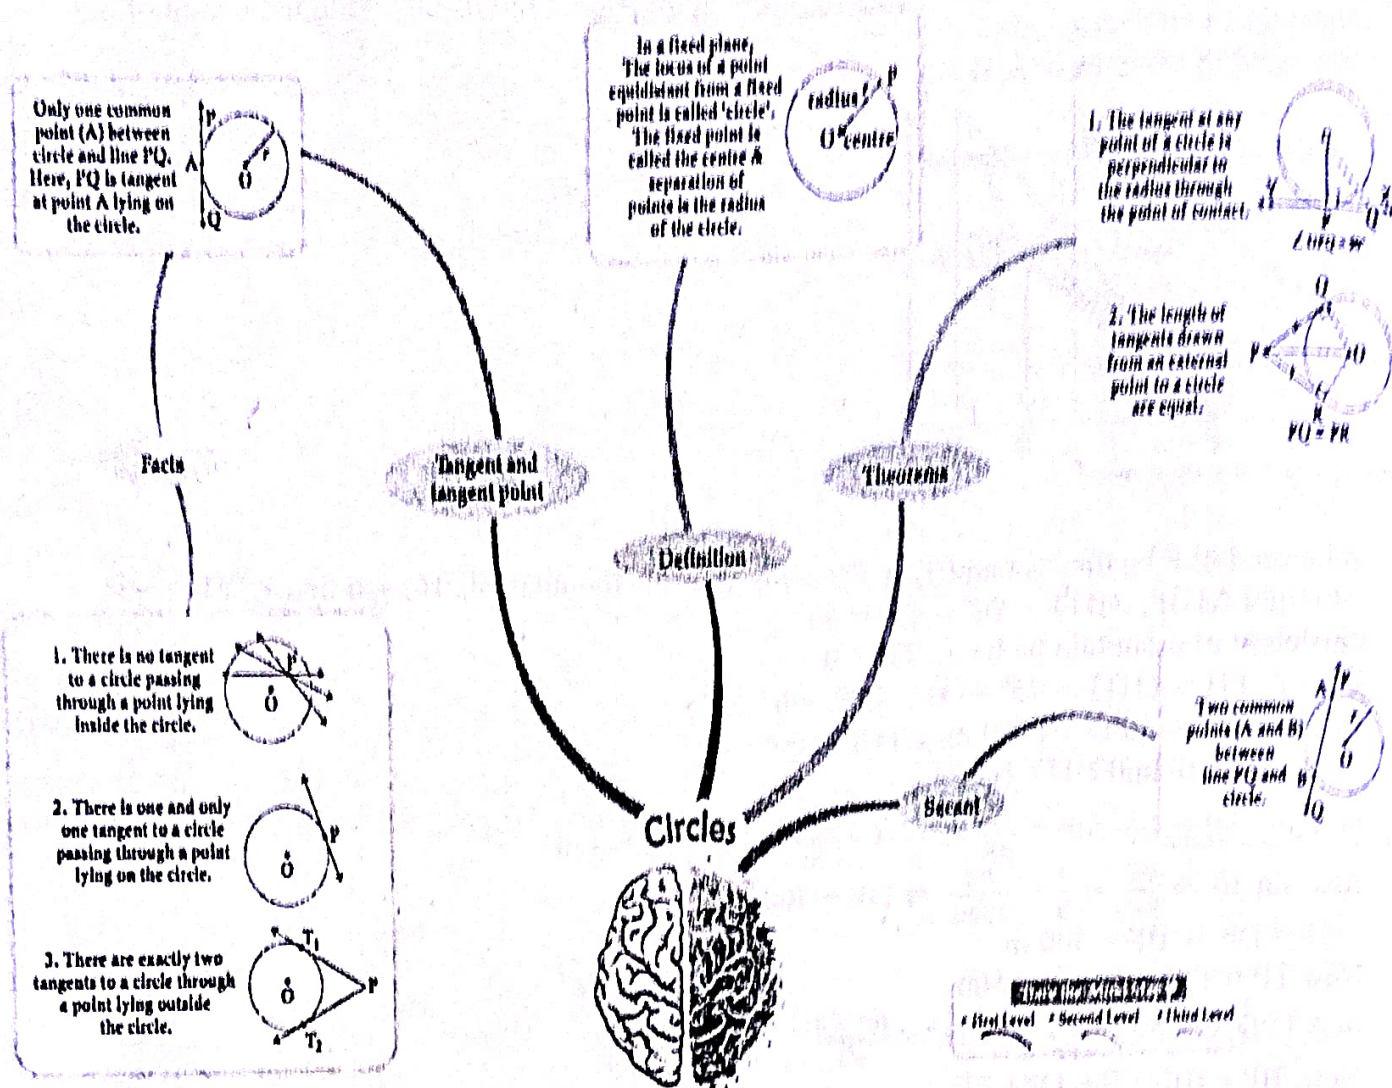 Only one common
point (A) between
circle and line PQ.
Here, PQ is tangent
at point A lying on
the circle.
P
A
r
O
Q
In a fixed plane,
The locus of a point
equidistant from a fixed
point is called 'circle'.
The fixed point is
called the centre &
separation of
points is the radius
of the circle.
radius
P
O
centre
1. The tangent at any
point of a circle is
perpendicular to
the radius through
the point of contact.
X
P
Q
Y
2. The length of
tangents drawn
from an external
point to a circle
are equal.
Q
P
O
R
PQ = PR
Facts
Tangent and
tangent point
Definition
Theorems
1. There is no tangent
to a circle passing
through a point lying
inside the circle.
P
O
2. There is one and only
one tangent to a circle
passing through a point
lying on the circle.
P
O
3. There are exactly two
tangents to a circle through
a point lying outside
the circle.
T1
P
O
T2
Two common
points (A and B)
between
line PQ and
circle.
P
A
r
O
B
Q
Secant
Circles
First Level Second Level Third Level